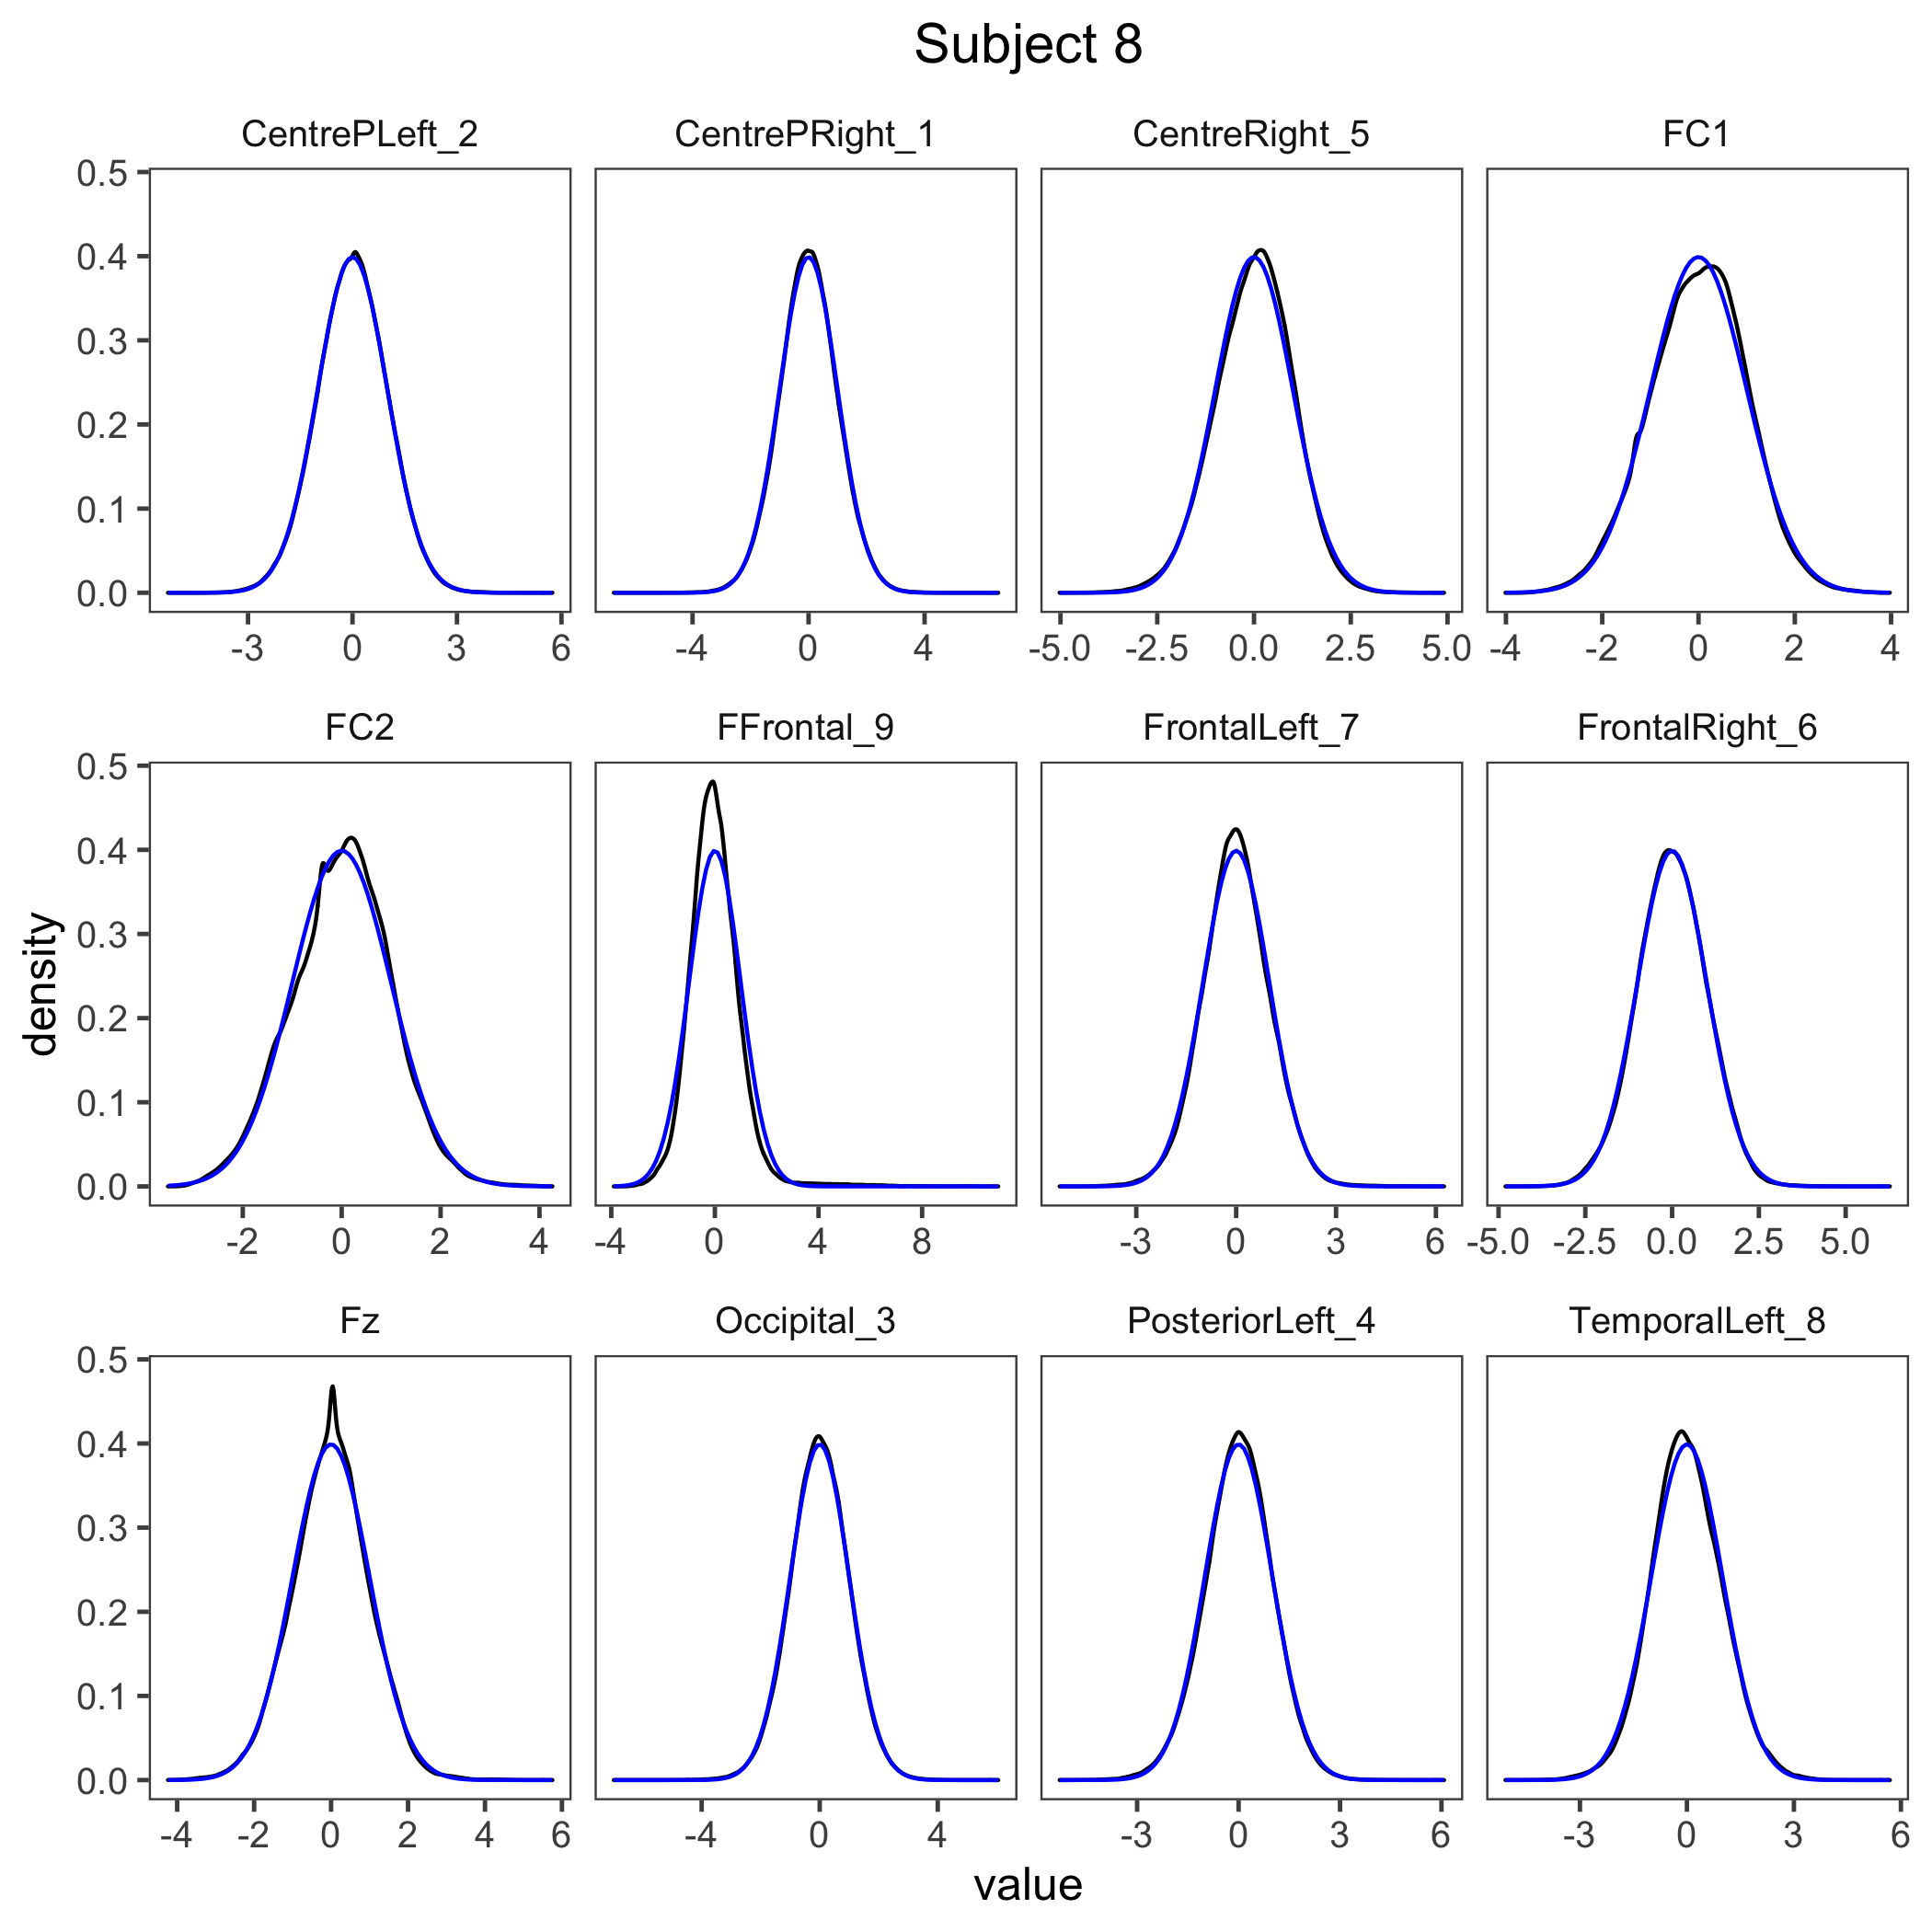 Subject 8
CentrePLeft_2 CentrePRight_1 CentreRight_5 FC1
0.5
0.4
0.3
0.2
0.1
0.0
-3 0 3 6 -4 0 4 -5.0 -2.5 0.0 2.5 5.0 -4 -2 0 2 4
FC2 FFrontal_9 FrontalLeft_7 FrontalRight_6
0.5
0.4
0.3
density
0.2
0.1
0.0
-2 0 2 4 -4 0 4 8 -3 0 3 6 -5.0 -2.5 0.0 2.5 5.0
Fz Occipital_3 PosteriorLeft_4 TemporalLeft_8
0.5
0.4
0.3
0.2
0.1
0.0
-4 -2 0 2 4 6 -4 0 4 -3 0 3 6 -3 0 3 6
value